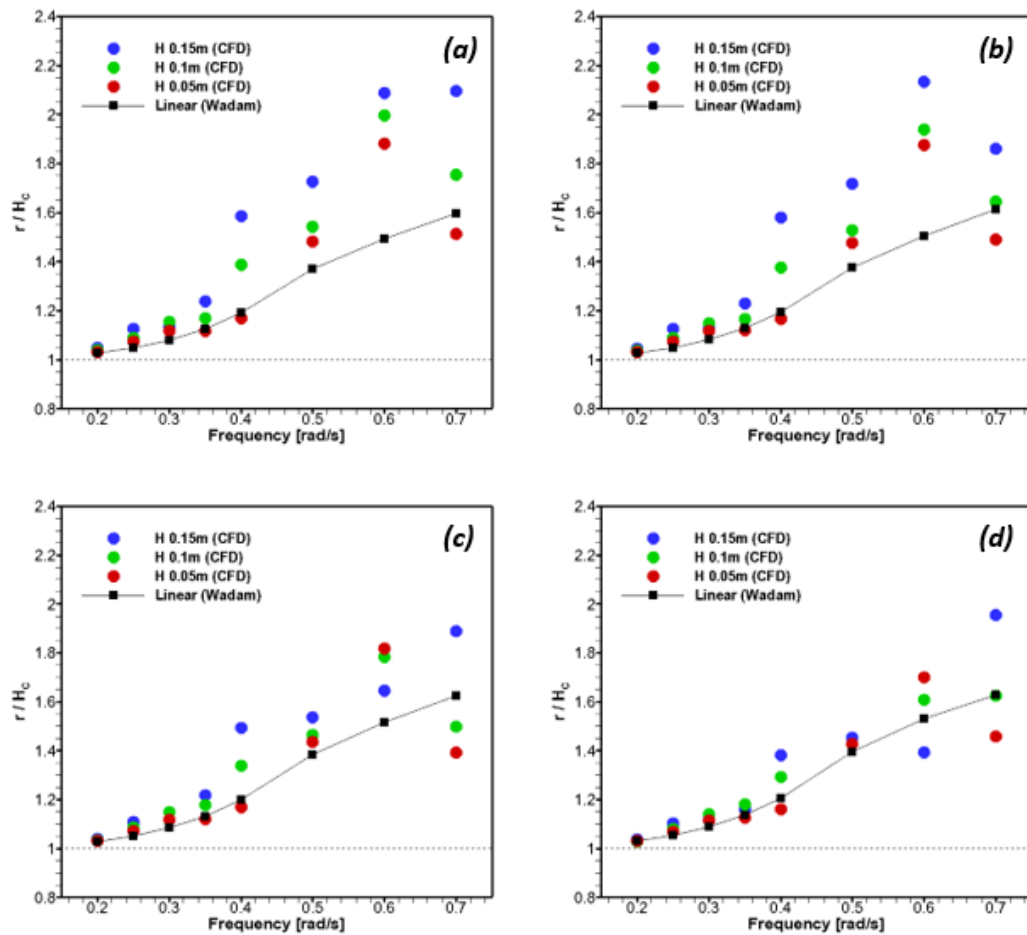 2.4
2.2
2
1.8
1.6
1.4
1.2
1
0.8
r / Hc
H 0.15m (CFD)
H 0.1m (CFD)
H 0.05m (CFD)
Linear (Wadam)
(a)
0.2 0.3 0.4 0.5 0.6 0.7
Frequency [rad/s]
2.4
2.2
2
1.8
1.6
1.4
1.2
1
0.8
r / Hc
H 0.15m (CFD)
H 0.1m (CFD)
H 0.05m (CFD)
Linear (Wadam)
(b)
0.2 0.3 0.4 0.5 0.6 0.7
Frequency [rad/s]
2.4
2.2
2
1.8
1.6
1.4
1.2
1
0.8
r / Hc
H 0.15m (CFD)
H 0.1m (CFD)
H 0.05m (CFD)
Linear (Wadam)
(c)
0.2 0.3 0.4 0.5 0.6 0.7
Frequency [rad/s]
2.4
2.2
2
1.8
1.6
1.4
1.2
1
0.8
r / Hc
H 0.15m (CFD)
H 0.1m (CFD)
H 0.05m (CFD)
Linear (Wadam)
(d)
0.2 0.3 0.4 0.5 0.6 0.7
Frequency [rad/s]